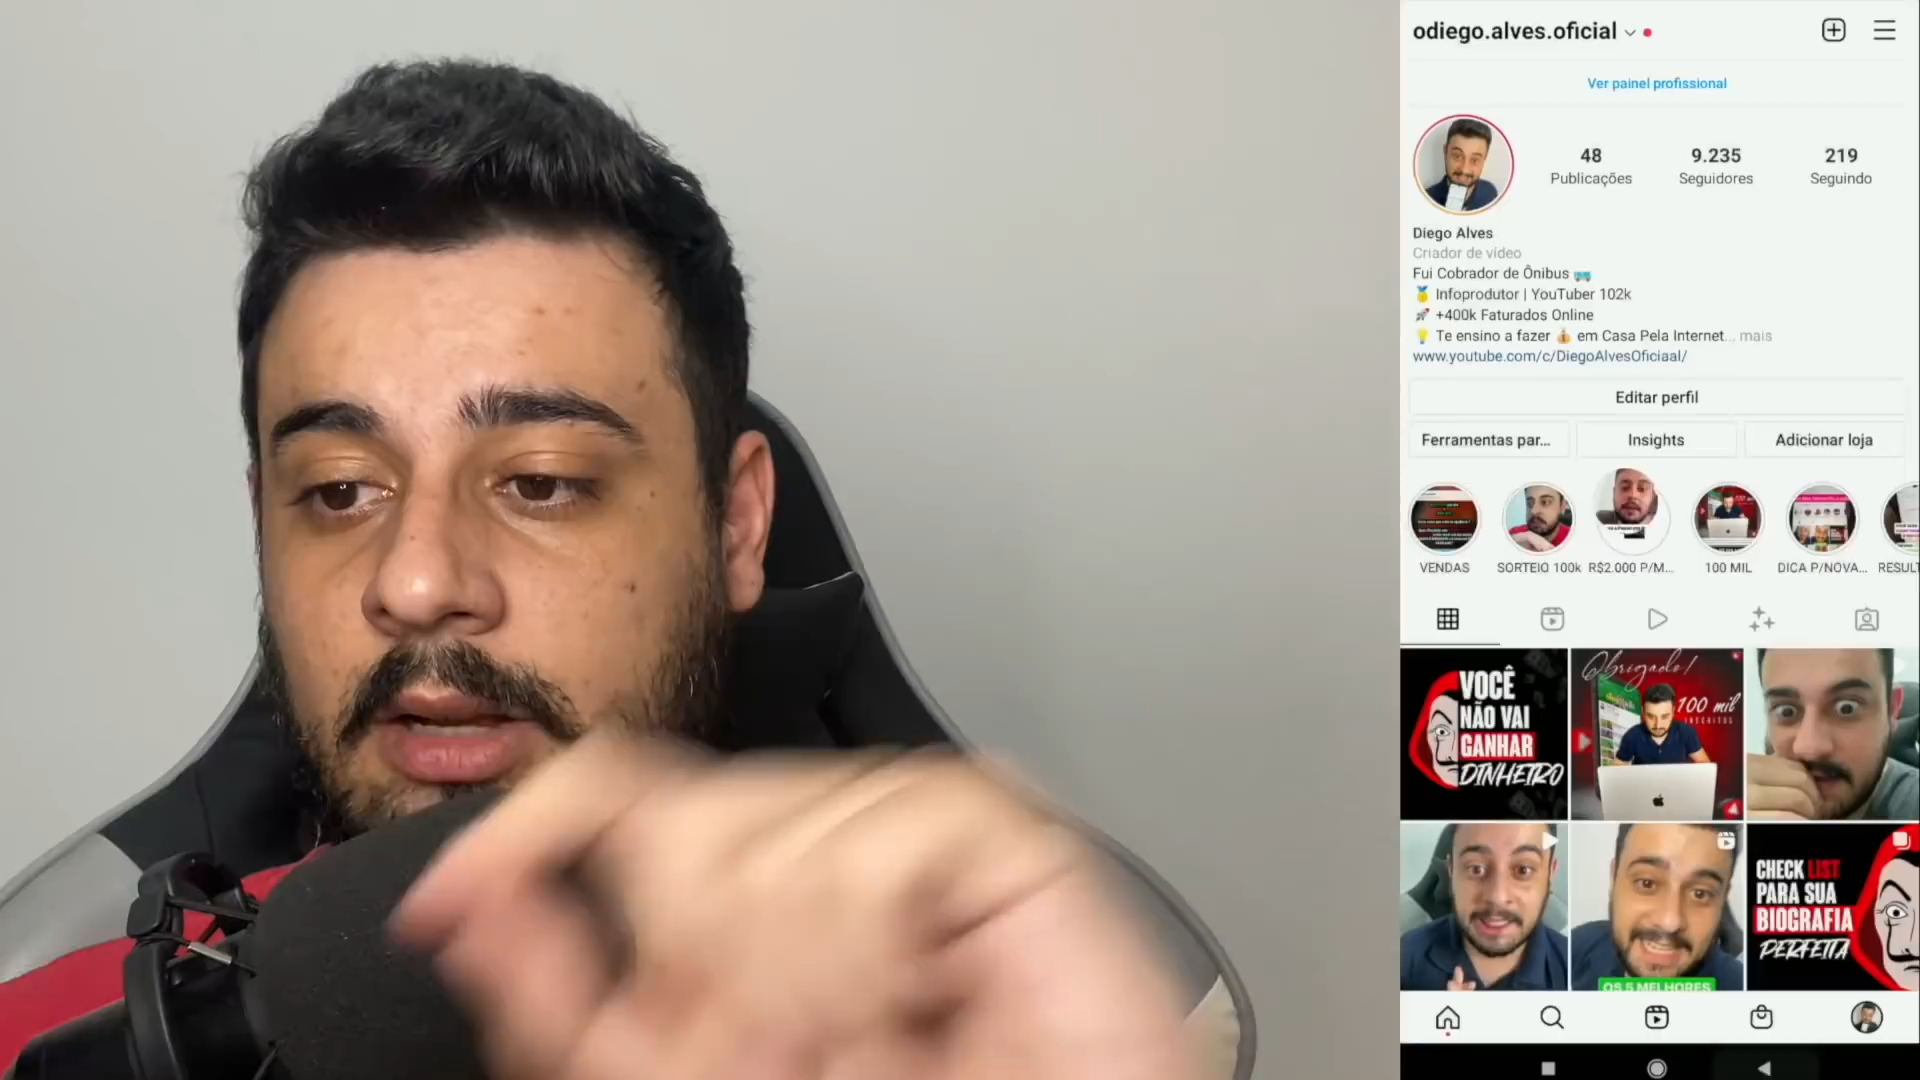 odiego.alves.oficial
Ver painel profissional
48
Publicações
9.235
Seguidores
219
Seguindo
Diego Alves
Criador de vídeo
Fui Cobrador de Ônibus 🚌
🥇 Infoprodutor | YouTuber 102k
🚀 +400k Faturados Online
💡 Te ensino a fazer 💰 em Casa Pela Internet... mais
www.youtube.com/c/DiegoAlvesOficiaal/
Editar perfil
Ferramentas par...
Insights
Adicionar loja
VENDAS
SORTEIO 100k
R$2.000 P/M...
100 MIL
DICA P/NOVA...
RESULT
VOCÊ
NÃO VAI
GANHAR
DINHEIRO
Obrigado!
100 mil
INSCRITOS
OS 5 MELHORES
CHECK LIST
PARA SUA
BIOGRAFIA
PERFEITA